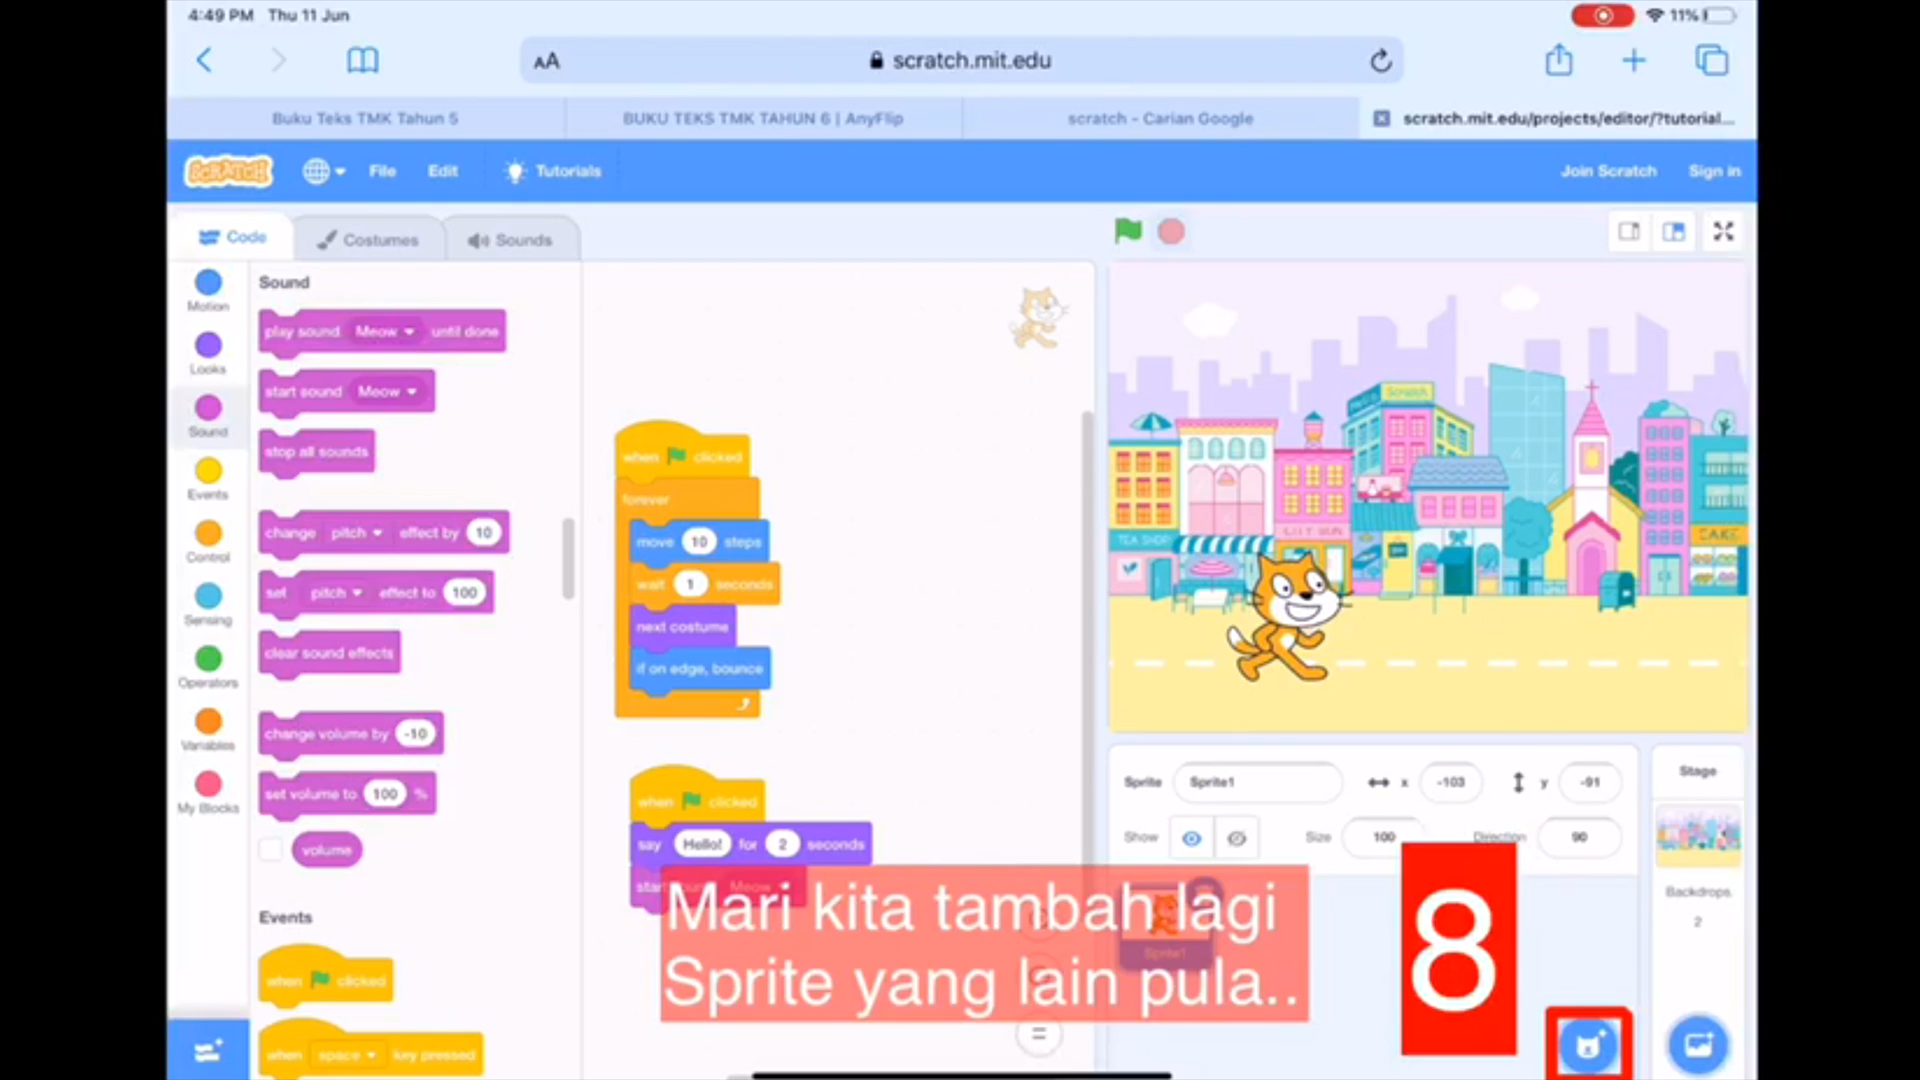 4:49 PM Thu 11 Jun
11%
AA
scratch.mit.edu
Buku Teks TMK Tahun 5
BUKU TEKS TMK TAHUN 6 | AnyFlip
scratch - Carian Google
scratch.mit.edu/projects/editor/?tutorial...
SCRATCH
File
Edit
Tutorials
Join Scratch
Sign in
Code
Costumes
Sounds
Motion
Looks
Sound
Events
Control
Sensing
Operators
Variables
My Blocks
Sound
play sound Meow until done
start sound Meow
stop all sounds
change pitch effect by 10
set pitch effect to 100
clear sound effects
change volume by -10
set volume to 100 %
volume
Events
when clicked
when space key pressed
when clicked
forever
move 10 steps
wait 1 seconds
next costume
if on edge, bounce
when clicked
say Hello! for 2 seconds
Scratch
TEA SHOP
CAKE
Sprite Sprite1 x -103 y -91
Show Size 100 Direction 90
Sprite1
Stage
Backdrops
2
Mari kita tambah lagi
Sprite yang lain pula..
8